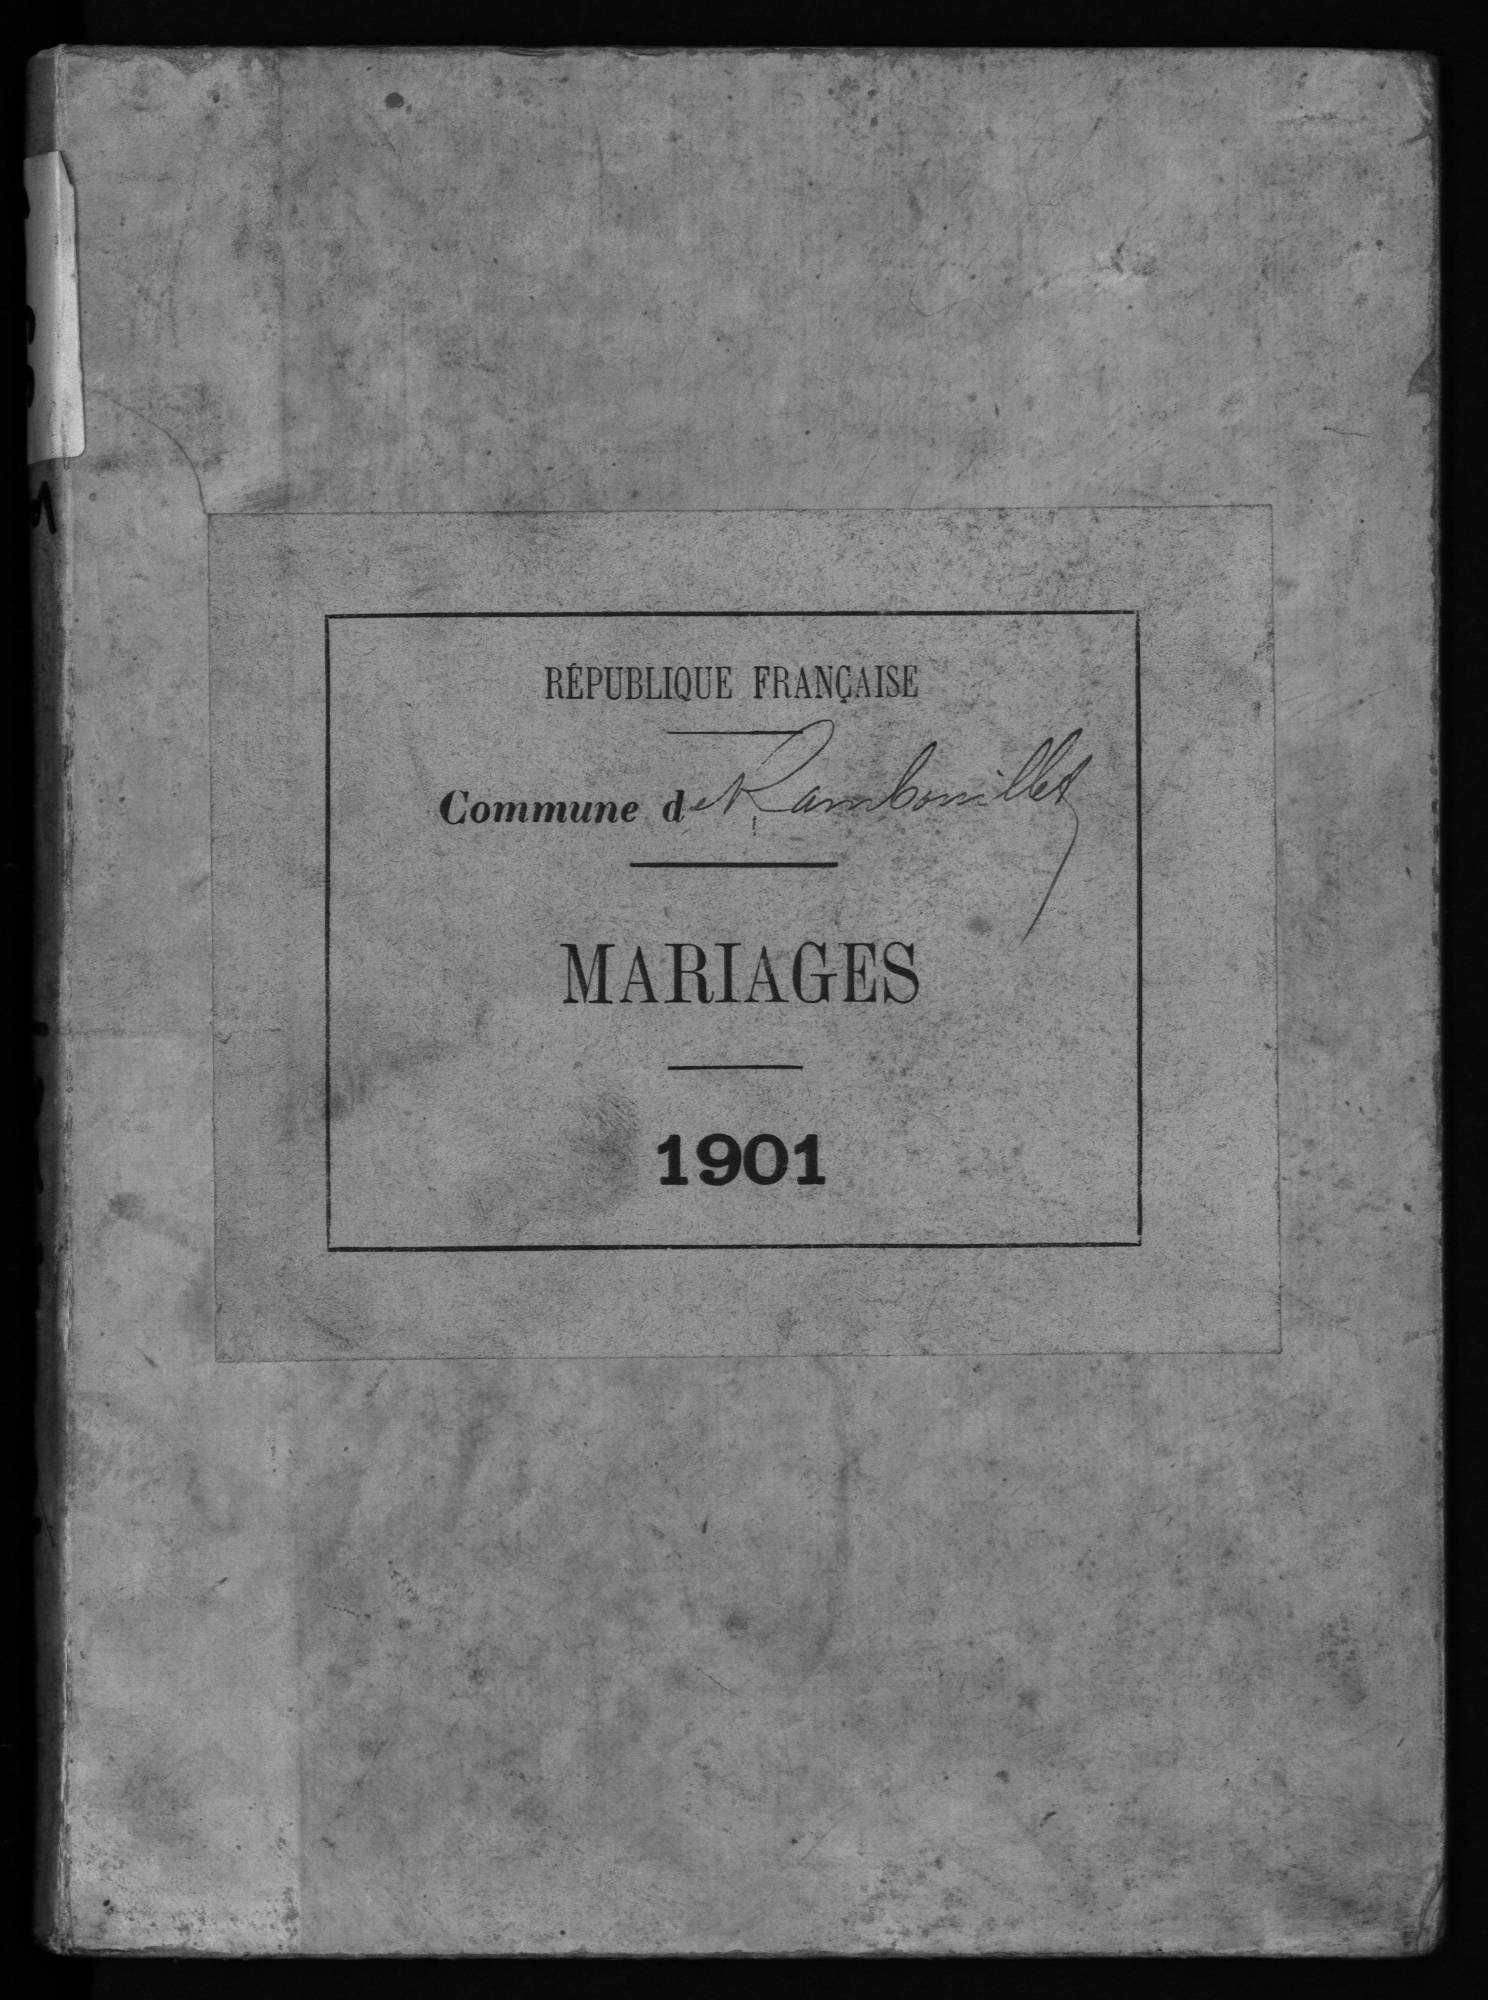 RÉPUBLIQUE FRANÇAISE
Commune de Rambouillet
MARIAGES
1901